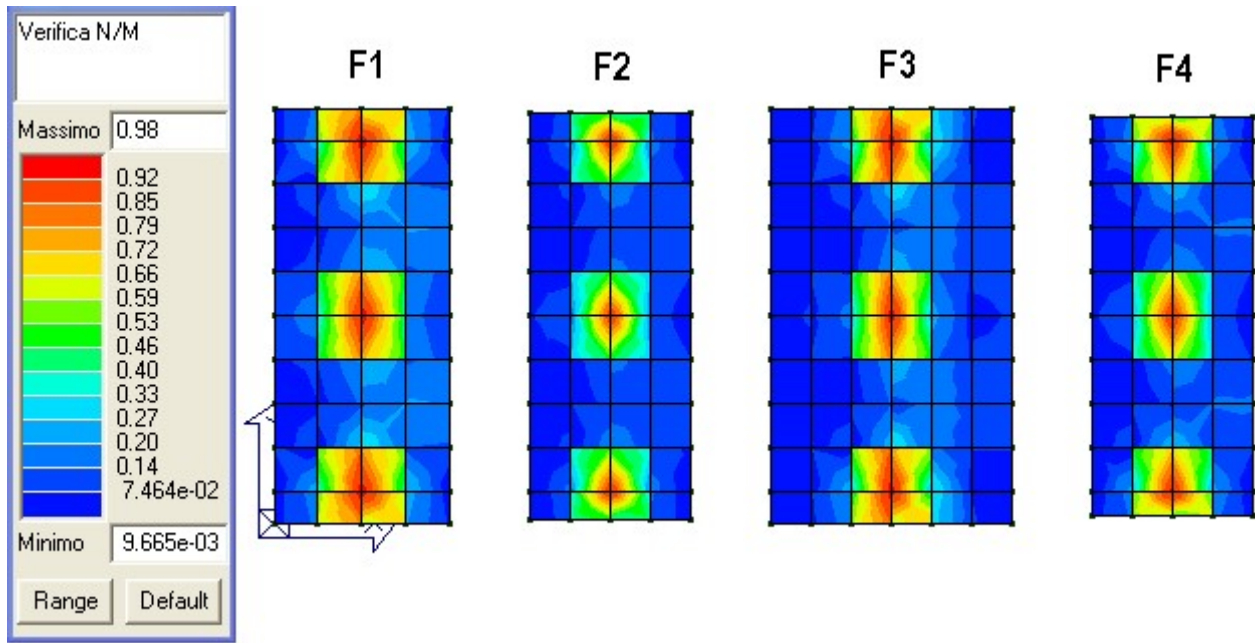 Verifica N/M
Massimo 0.98
0.92
0.85
0.79
0.72
0.66
0.59
0.53
0.46
0.40
0.33
0.27
0.20
0.14
7.464e-02
Minimo 9.665e-03
Range Default
F1 F2 F3 F4